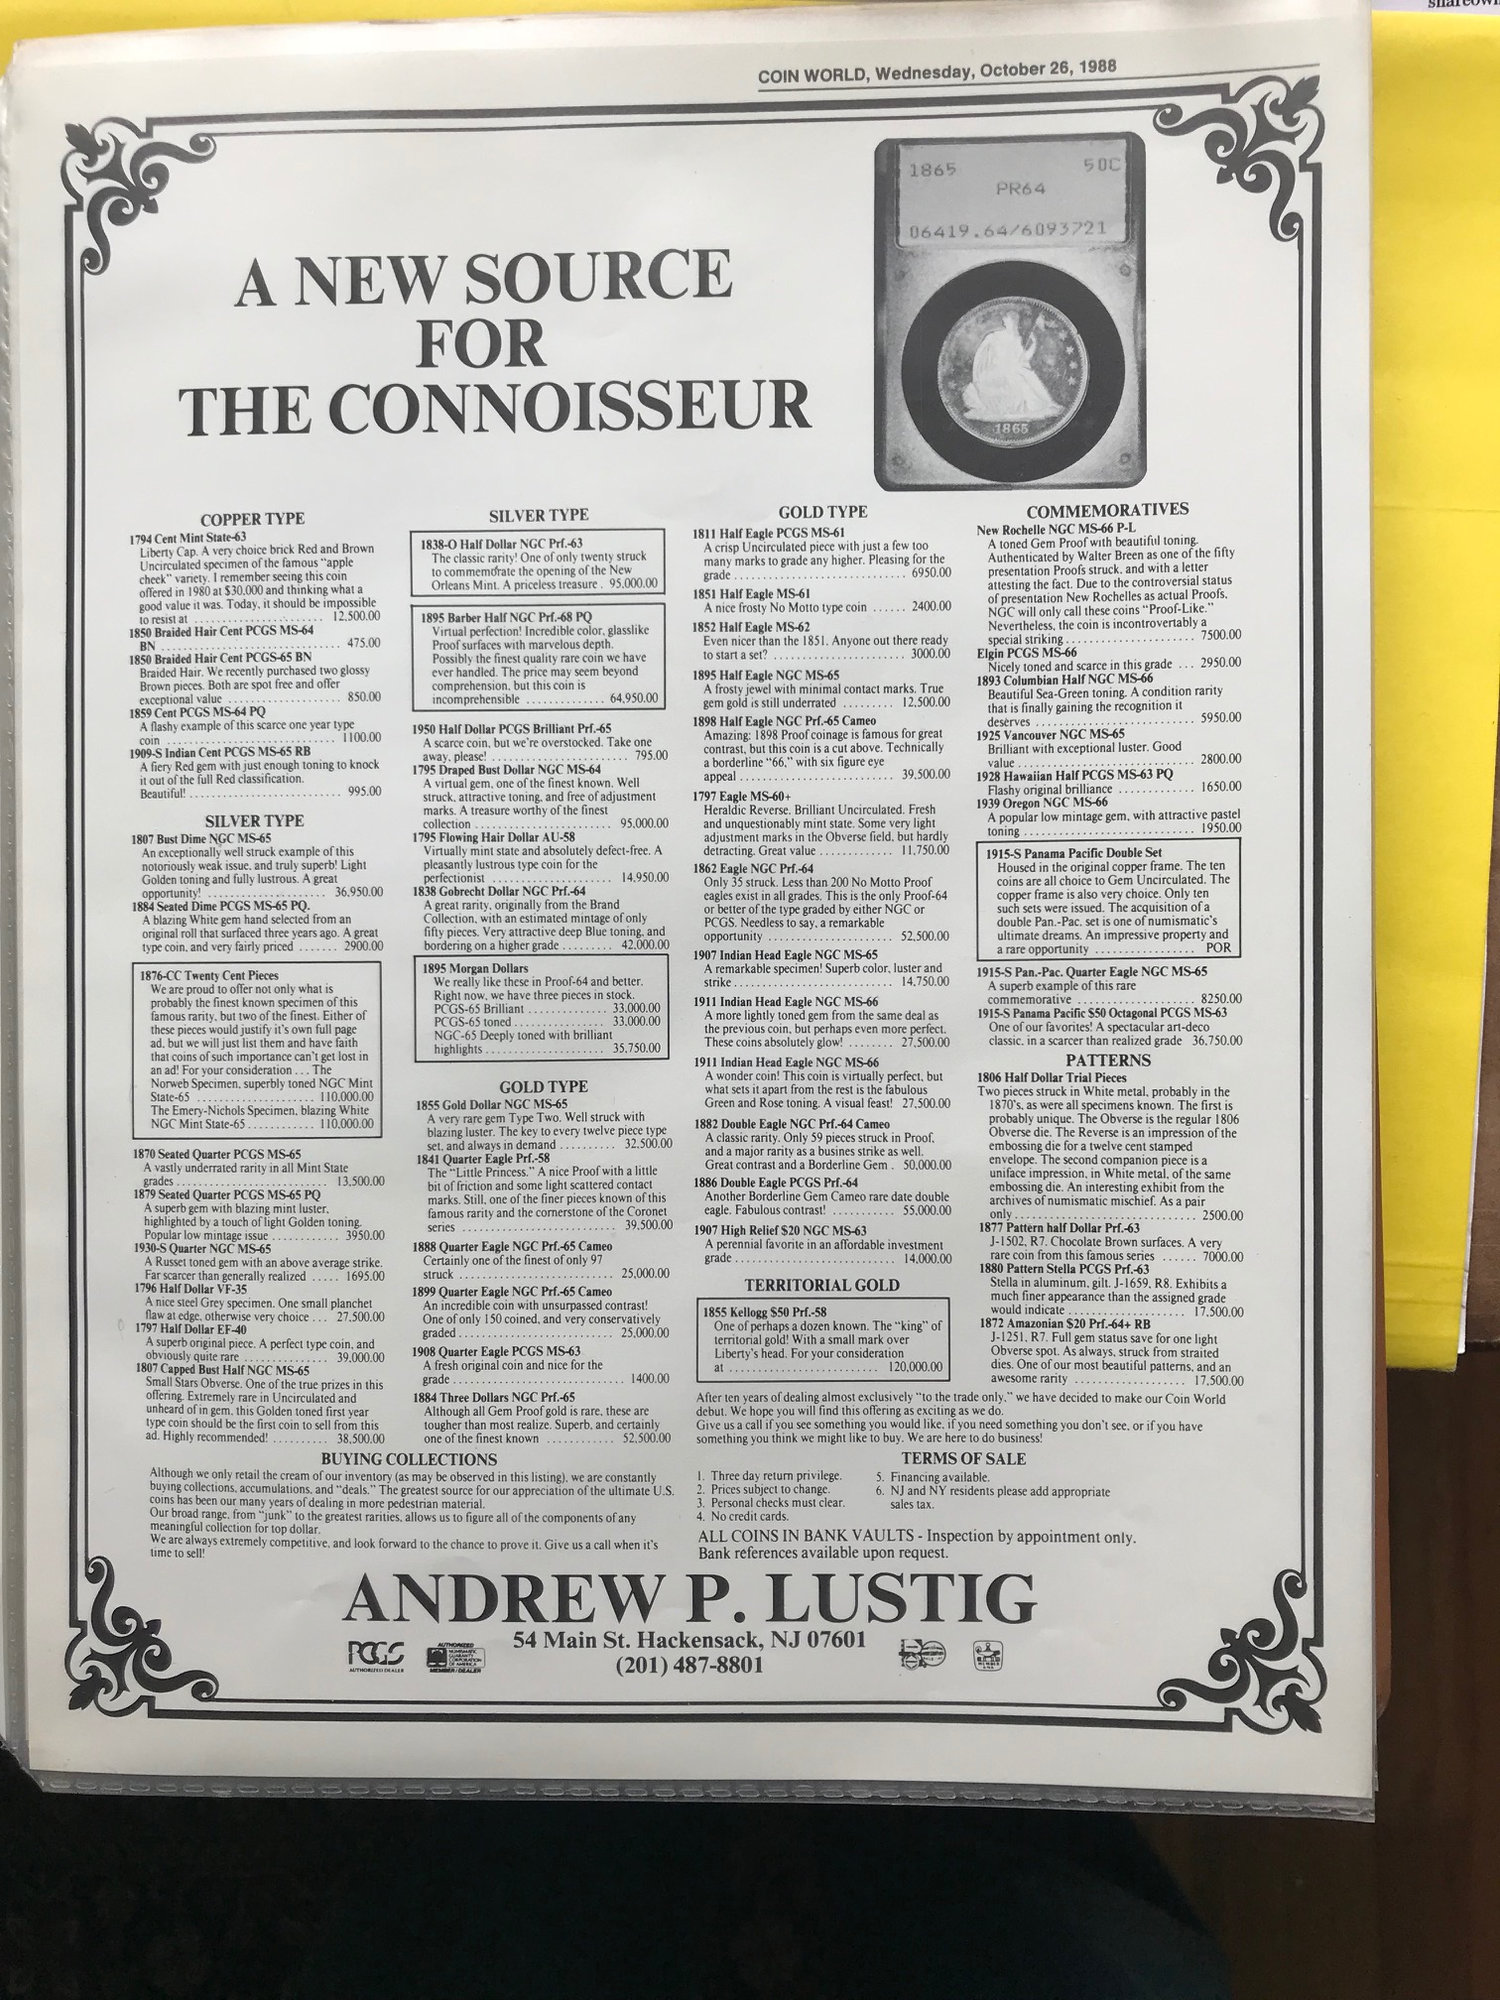 COIN WORLD, Wednesday, October 26, 1988
1865 50C
PR64
06419.64/6093721
1865
A NEW SOURCE
FOR
THE CONNOISSEUR
COPPER TYPE
1794 Cent Mint State-63
Liberty Cap. A very choice brick Red and Brown
Uncirculated specimen of the famous "apple
cheek" variety. I remember seeing this coin
offered in 1980 at $30,000 and thinking what a
good value it was. Today, it should be impossible
to resist at ........................ 12,500.00
1850 Braided Hair Cent PCGS MS-64
BN ................................ 475.00
1850 Braided Hair Cent PCGS-65 BN
Braided Hair. We recently purchased two glossy
Brown pieces. Both are spot free and offer
exceptional value .................... 850.00
1859 Cent PCGS MS-64 PQ
A flashy example of this scarce one year type
coin .............................. 1100.00
1909-S Indian Cent PCGS MS-65 RB
A fiery Red gem with just enough toning to knock
it out of the full Red classification.
Beautiful! .......................... 995.00
SILVER TYPE
1807 Bust Dime NGC MS-65
An exceptionally well struck example of this
notoriously weak issue, and truly superb! Light
Golden toning and fully lustrous. A great
opportunity! ...................... 36,950.00
1884 Seated Dime PCGS MS-65 PQ.
A blazing White gem hand selected from an
original roll that surfaced three years ago. A great
type coin, and very fairly priced ....... 2900.00
1876-CC Twenty Cent Pieces
We are proud to offer not only what is
probably the finest known specimen of this
famous rarity, but two of the finest. Either of
these pieces would justify it's own full page
ad, but we will just list them and have faith
that coins of such importance can't get lost in
an ad! For your consideration . . . The
Norweb Specimen, superbly toned NGC Mint
State-65 ..................... 110,000.00
The Emery-Nichols Specimen, blazing White
NGC Mint State-65 ............ 110,000.00
1870 Seated Quarter PCGS MS-65
A vastly underrated rarity in all Mint State
grades ............................ 13,500.00
1879 Seated Quarter PCGS MS-65 PQ
A superb gem with blazing mint luster,
highlighted by a touch of light Golden toning.
Popular low mintage issue ............. 3950.00
1930-S Quarter NGC MS-65
A Russet toned gem with an above average strike.
Far scarcer than generally realized ..... 1695.00
1796 Half Dollar VF-35
A nice steel Grey specimen. One small planchet
flaw at edge, otherwise very choice ... 27,500.00
1797 Half Dollar EF-40
A superb original piece. A perfect type coin, and
obviously quite rare ............... 39,000.00
1807 Capped Bust Half NGC MS-65
Small Stars Obverse. One of the true prizes in this
offering. Extremely rare in Uncirculated and
unheard of in gem, this Golden toned first year
type coin should be the first coin to sell from this
ad. Highly recommended! .......... 38,500.00
SILVER TYPE
1838-O Half Dollar NGC Prf.-63
The classic rarity! One of only twenty struck
to commemorate the opening of the New
Orleans Mint. A priceless treasure . 95,000.00
1895 Barber Half NGC Prf.-68 PQ
Virtual perfection! Incredible color, glasslike
Proof surfaces with marvelous depth.
Possibly the finest quality rare coin we have
ever handled. The price may seem beyond
comprehension, but this coin is
incomprehensible ............. 64,950.00
1950 Half Dollar PCGS Brilliant Prf.-65
A scarce coin, but we're overstocked. Take one
away, please! ........................ 795.00
1795 Draped Bust Dollar NGC MS-64
A virtual gem, one of the finest known. Well
struck, attractive toning, and free of adjustment
marks. A treasure worthy of the finest
collection ........................ 95,000.00
1795 Flowing Hair Dollar AU-58
Virtually mint state and absolutely defect-free. A
pleasantly lustrous type coin for the
perfectionist ..................... 14,950.00
1838 Gobrecht Dollar NGC Prf.-64
A great rarity, originally from the Brand
Collection, with an estimated mintage of only
fifty pieces. Very attractive deep Blue toning, and
bordering on a higher grade ......... 42,000.00
1895 Morgan Dollars
We really like these in Proof-64 and better.
Right now, we have three pieces in stock.
PCGS-65 Brilliant .............. 33,000.00
PCGS-65 toned ................ 33,000.00
NGC-65 Deeply toned with brilliant
highlights .................... 35,750.00
GOLD TYPE
1855 Gold Dollar NGC MS-65
A very rare gem Type Two. Well struck with
blazing luster. The key to every twelve piece type
set, and always in demand .......... 32,500.00
1841 Quarter Eagle Prf.-58
The "Little Princess." A nice Proof with a little
bit of friction and some light scattered contact
marks. Still, one of the finer pieces known of this
famous rarity and the cornerstone of the Coronet
series ........................... 39,500.00
1888 Quarter Eagle NGC Prf.-65 Cameo
Certainly one of the finest of only 97
struck ........................... 25,000.00
1899 Quarter Eagle NGC Prf.-65 Cameo
An incredible coin with unsurpassed contrast!
One of only 150 coined, and very conservatively
graded ........................... 25,000.00
1908 Quarter Eagle PCGS MS-63
A fresh original coin and nice for the
grade ............................. 1400.00
1884 Three Dollars NGC Prf.-65
Although all Gem Proof gold is rare, these are
tougher than most realize. Superb, and certainly
one of the finest known ............ 52,500.00
GOLD TYPE
1811 Half Eagle PCGS MS-61
A crisp Uncirculated piece with just a few too
many marks to grade any higher. Pleasing for the
grade .............................. 6950.00
1851 Half Eagle MS-61
A nice frosty No Motto type coin ...... 2400.00
1852 Half Eagle MS-62
Even nicer than the 1851. Anyone out there ready
to start a set? ....................... 3000.00
1895 Half Eagle NGC MS-65
A frosty jewel with minimal contact marks. True
gem gold is still underrated ......... 12,500.00
1898 Half Eagle NGC Prf.-65 Cameo
Amazing: 1898 Proof coinage is famous for great
contrast, but this coin is a cut above. Technically
a borderline "66," with six figure eye
appeal ........................... 39,500.00
1797 Eagle MS-60+
Heraldic Reverse. Brilliant Uncirculated. Fresh
and unquestionably mint state. Some very light
adjustment marks in the Obverse field, but hardly
detracting. Great value ............. 11,750.00
1862 Eagle NGC Prf.-64
Only 35 struck. Less than 200 No Motto Proof
eagles exist in all grades. This is the only Proof-64
or better of the type graded by either NGC or
PCGS. Needless to say, a remarkable
opportunity ...................... 52,500.00
1907 Indian Head Eagle NGC MS-65
A remarkable specimen! Superb color, luster and
strike ............................ 14,750.00
1911 Indian Head Eagle NGC MS-66
A more lightly toned gem from the same deal as
the previous coin, but perhaps even more perfect.
These coins absolutely glow! ........ 27,500.00
1911 Indian Head Eagle NGC MS-66
A wonder coin! This coin is virtually perfect, but
what sets it apart from the rest is the fabulous
Green and Rose toning. A visual feast! 27,500.00
1882 Double Eagle NGC Prf.-64 Cameo
A classic rarity. Only 59 pieces struck in Proof,
and a major rarity as a busines strike as well.
Great contrast and a Borderline Gem . 50,000.00
1886 Double Eagle PCGS Prf.-64
Another Borderline Gem Cameo rare date double
eagle. Fabulous contrast! ............ 55,000.00
1907 High Relief $20 NGC MS-63
A perennial favorite in an affordable investment
grade ............................ 14,000.00
TERRITORIAL GOLD
1855 Kellogg $50 Prf.-58
One of perhaps a dozen known. The "king" of
territorial gold! With a small mark over
Liberty's head. For your consideration
at ......................... 120,000.00
COMMEMORATIVES
New Rochelle NGC MS-66 P-L
A toned Gem Proof with beautiful toning.
Authenticated by Walter Breen as one of the fifty
presentation Proofs struck, and with a letter
attesting the fact. Due to the controversial status
of presentation New Rochelles as actual Proofs,
NGC will only call these coins "Proof-Like."
Nevertheless, the coin is incontrovertably a
special striking ....................... 7500.00
Elgin PCGS MS-66
Nicely toned and scarce in this grade ... 2950.00
1893 Columbian Half NGC MS-66
Beautiful Sea-Green toning. A condition rarity
that is finally gaining the recognition it
deserves ........................... 5950.00
1925 Vancouver NGC MS-65
Brilliant with exceptional luster. Good
value .............................. 2800.00
1928 Hawaiian Half PCGS MS-63 PQ
Flashy original brilliance .............. 1650.00
1939 Oregon NGC MS-66
A popular low mintage gem, with attractive pastel
toning ............................. 1950.00
1915-S Panama Pacific Double Set
Housed in the original copper frame. The ten
coins are all choice to Gem Uncirculated. The
copper frame is also very choice. Only ten
such sets were issued. The acquisition of a
double Pan.-Pac. set is one of numismatic's
ultimate dreams. An impressive property and
a rare opportunity .................. POR
1915-S Pan.-Pac. Quarter Eagle NGC MS-65
A superb example of this rare
commemorative ..................... 8250.00
1915-S Panama Pacific $50 Octagonal PCGS MS-63
One of our favorites! A spectacular art-deco
classic, in a scarcer than realized grade 36,750.00
PATTERNS
1806 Half Dollar Trial Pieces
Two pieces struck in White metal, probably in the
1870's, as were all specimens known. The first is
probably unique. The Obverse is the regular 1806
Obverse die. The Reverse is an impression of the
embossing die for a twelve cent stamped
envelope. The second companion piece is a
uniface impression, in White metal, of the same
embossing die. An interesting exhibit from the
archives of numismatic mischief. As a pair
only ............................... 2500.00
1877 Pattern half Dollar Prf.-63
J-1502, R7. Chocolate Brown surfaces. A very
rare coin from this famous series ...... 7000.00
1880 Pattern Stella PCGS Prf.-63
Stella in aluminum, gilt. J-1659, R8. Exhibits a
much finer appearance than the assigned grade
would indicate .................... 17,500.00
1872 Amazonian $20 Prf.-64+ RB
J-1251, R7. Full gem status save for one light
Obverse spot. As always, struck from straited
dies. One of our most beautiful patterns, and an
awesome rarity ................... 17,500.00
After ten years of dealing almost exclusively "to the trade only," we have decided to make our Coin World
debut. We hope you will find this offering as exciting as we do.
Give us a call if you see something you would like, if you need something you don't see, or if you have
something you think we might like to buy. We are here to do business!
BUYING COLLECTIONS
Although we only retail the cream of our inventory (as may be observed in this listing), we are constantly
buying collections, accumulations, and "deals." The greatest source for our appreciation of the ultimate U.S.
coins has been our many years of dealing in more pedestrian material.
Our broad range, from "junk" to the greatest rarities, allows us to figure all of the components of any
meaningful collection for top dollar.
We are always extremely competitive, and look forward to the chance to prove it. Give us a call when it's
time to sell!
TERMS OF SALE
1. Three day return privilege.
2. Prices subject to change.
3. Personal checks must clear.
4. No credit cards.
5. Financing available.
6. NJ and NY residents please add appropriate
sales tax.
ALL COINS IN BANK VAULTS - Inspection by appointment only.
Bank references available upon request.
ANDREW P. LUSTIG
54 Main St. Hackensack, NJ 07601
(201) 487-8801
PCGS
AUTHORIZED DEALER
AUTHORIZED
NUMISMATIC
GUARANTY
CORPORATION
OF AMERICA
MEMBER/DEALER